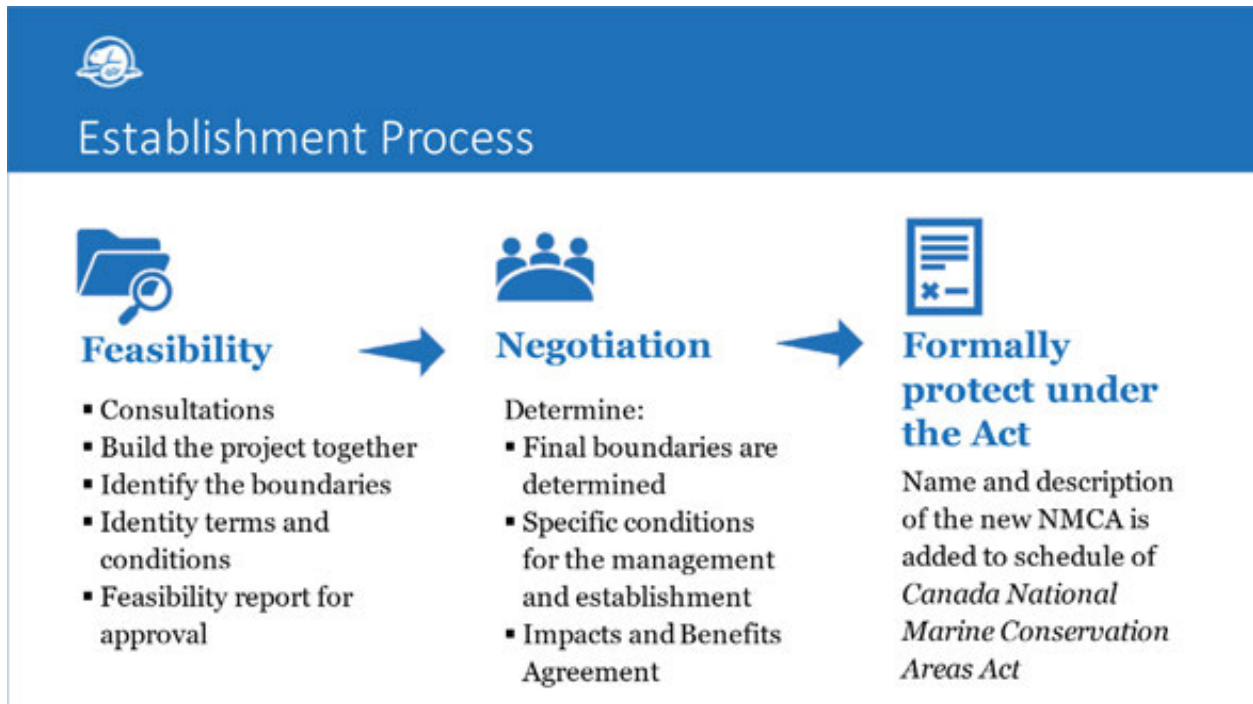 Establishment Process
Feasibility
▪ Consultations
▪ Build the project together
▪ Identify the boundaries
▪ Identity terms and
conditions
▪ Feasibility report for
approval
Negotiation
Determine:
▪ Final boundaries are
determined
▪ Specific conditions
for the management
and establishment
▪ Impacts and Benefits
Agreement
Formally
protect under
the Act
Name and description
of the new NMCA is
added to schedule of
Canada National
Marine Conservation
Areas Act